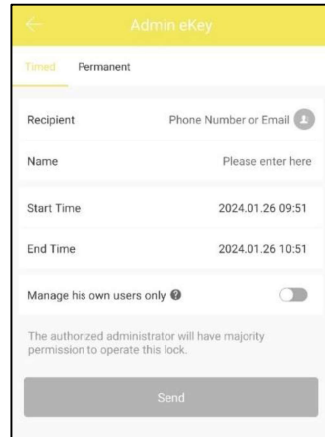 Admin eKey
Timed Permanent
Recipient Phone Number or Email
Name Please enter here
Start Time 2024.01.26 09:51
End Time 2024.01.26 10:51
Manage his own users only ?
The authorzed administrator will have majority
permission to operate this lock.
Send